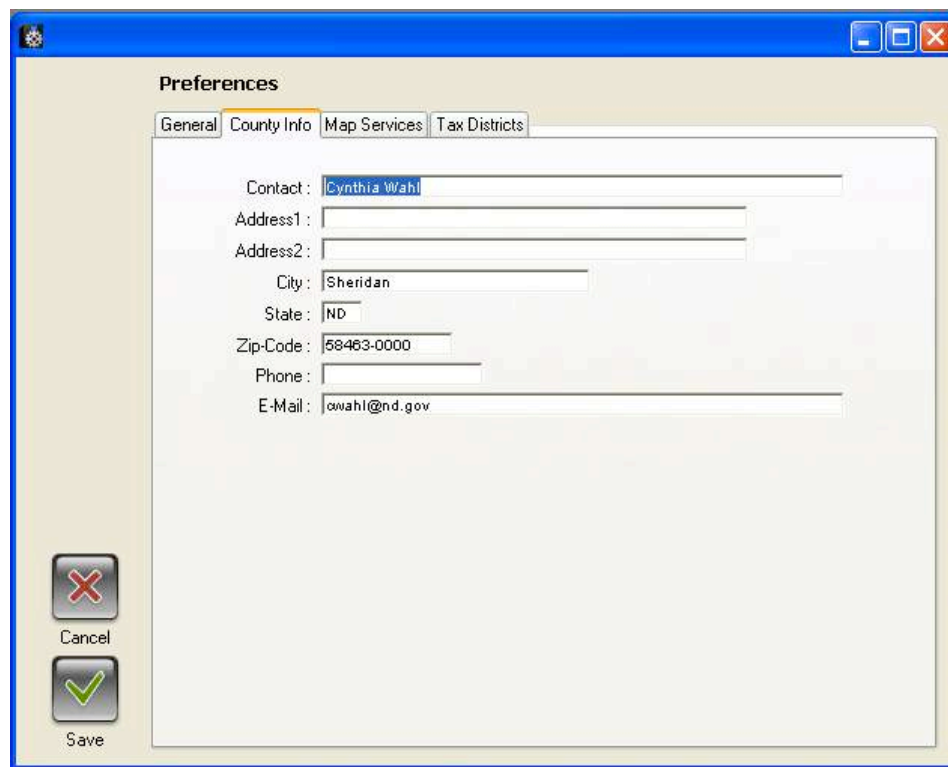 Preferences
General County Info Map Services Tax Districts
Contact : Cynthia Wahl
Address1 :
Address2 :
City : Sheridan
State : ND
Zip-Code : 58463-0000
Phone :
E-Mail : cwahl@nd.gov
Cancel
Save